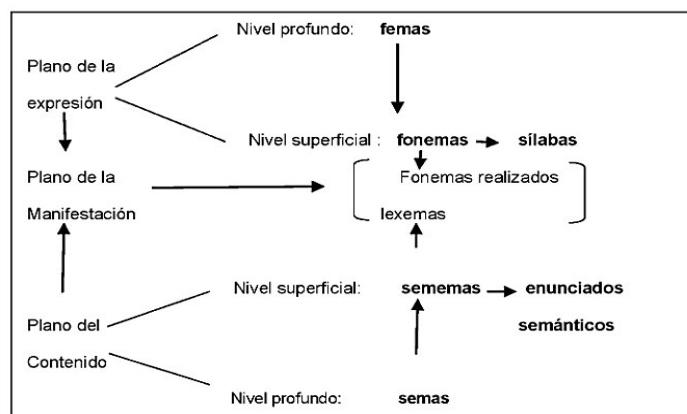 Nivel profundo: femas
Plano de la
expresión
Nivel superficial : fonemas sílabas
Plano de la
Manifestación
Fonemas realizados
lexemas
Nivel superficial: sememas enunciados
semánticos
Plano del
Contenido
Nivel profundo: semas